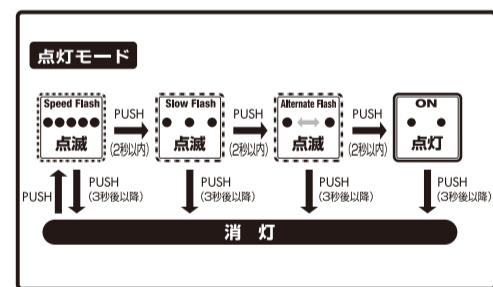 点灯モード
Speed Flash
点滅
PUSH
(2秒以内)
Slow Flash
点滅
PUSH
(2秒以内)
Alternate Flash
点滅
PUSH
(2秒以内)
ON
点灯
PUSH
PUSH
(3秒後以降)
PUSH
(3秒後以降)
PUSH
(3秒後以降)
PUSH
(3秒後以降)
消灯